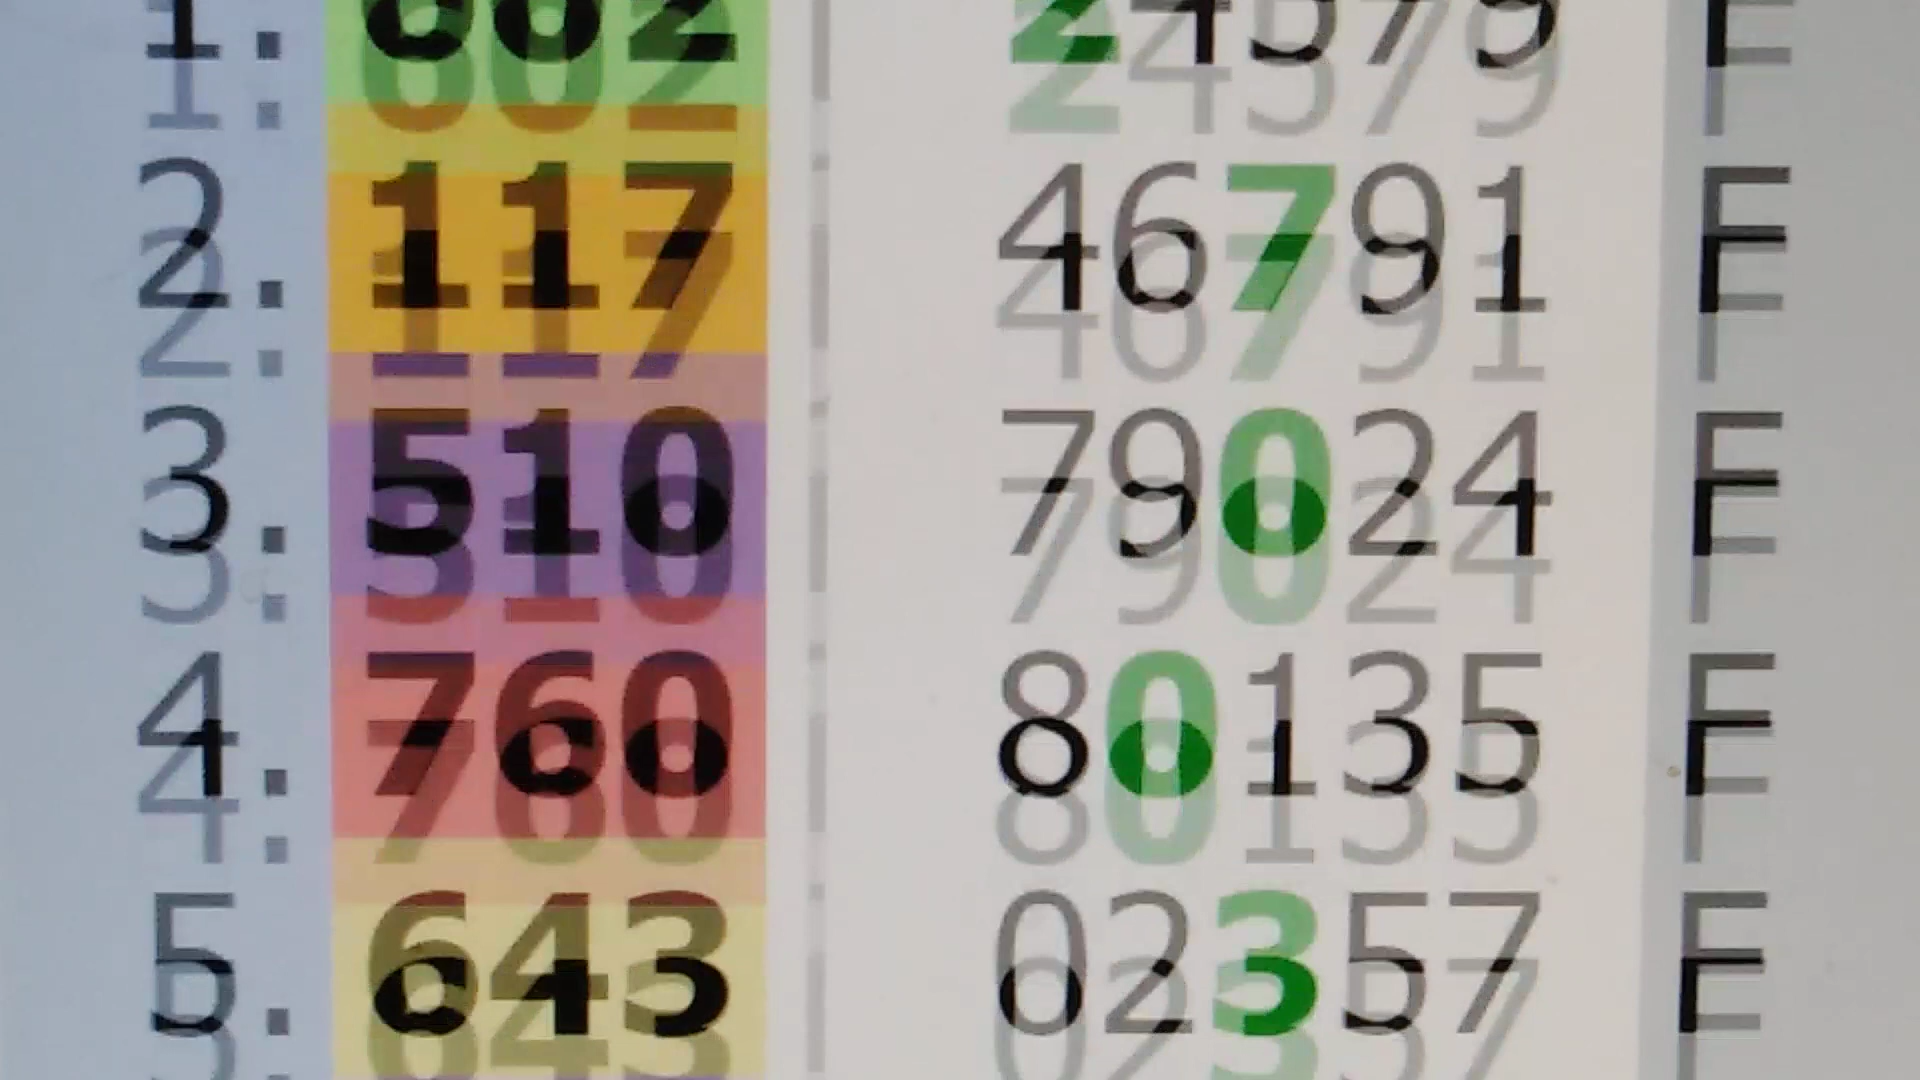 1. 602 24579 F
2. 117 46791 F
3. 510 79024 F
4. 760 80135 F
5. 643 02357 F